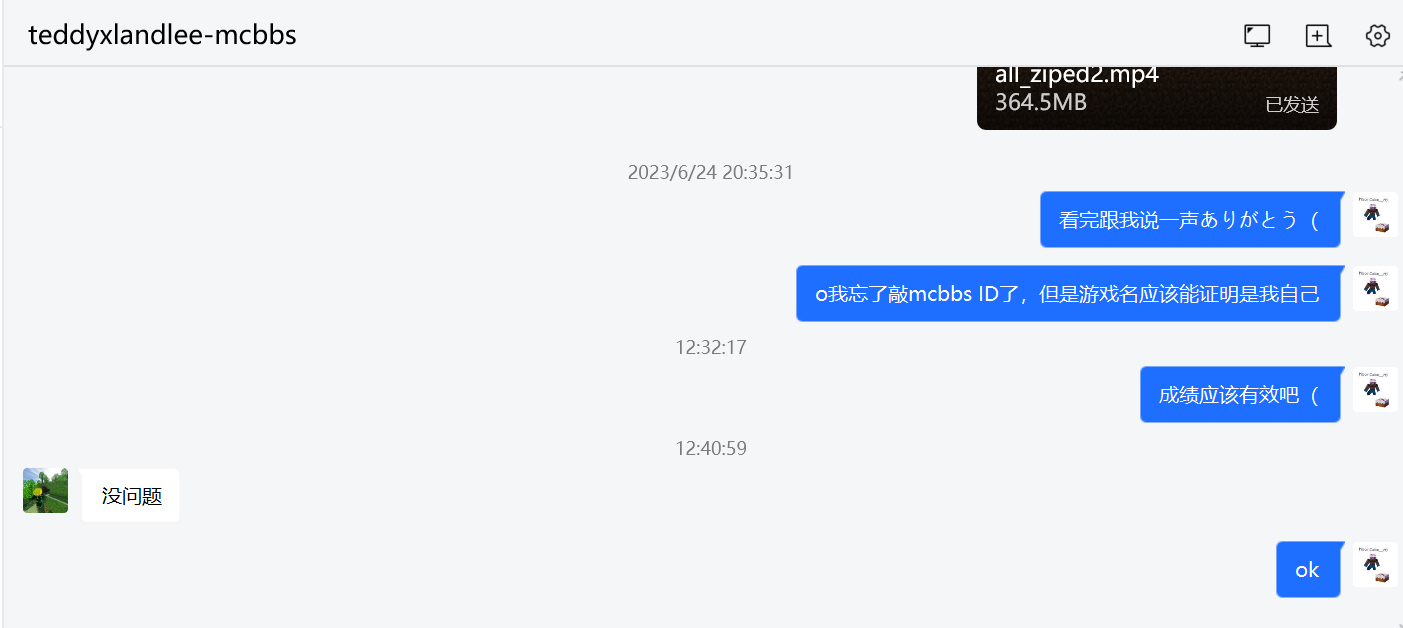 teddyxlandlee-mcbbs
all_ziped2.mp4
364.5MB
已发送
2023/6/24 20:35:31
看完跟我说一声ありがとう（
o我忘了敲mcbbs ID了，但是游戏名应该能证明是我自己
12:32:17
成绩应该有效吧（
12:40:59
没问题
ok